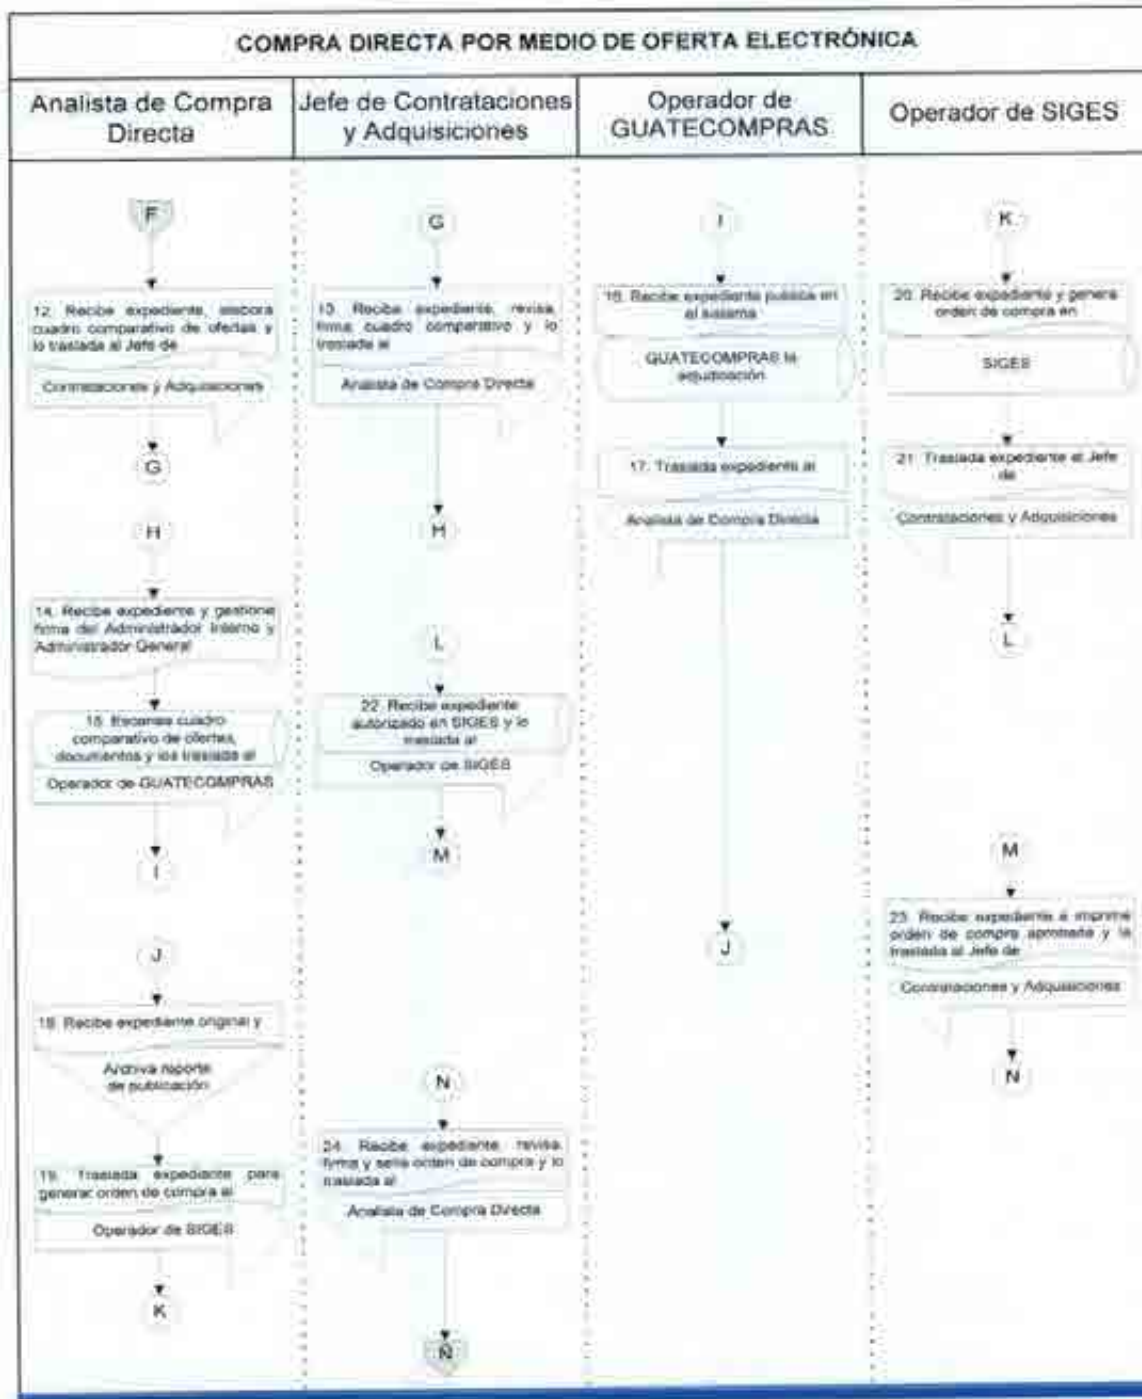 COMPRA DIRECTA POR MEDIO DE OFERTA ELECTRÓNICA
Analista de Compra
Directa
Jefe de Contrataciones
y Adquisiciones
Operador de
GUATECOMPRAS
Operador de SIGES
F
12. Recibe expediente, elabora
cuadro comparativo de ofertas y
lo traslada al Jefe de
Contrataciones y Adquisiciones
G
H
14. Recibe expediente y gestiona
firma del Administrador Interno y
Administrador General
15. Escanea cuadro
comparativo de ofertas,
documentos y los traslada al
Operador de GUATECOMPRAS
I
J
18. Recibe expediente original y
Archiva reporte
de publicación
19. Traslada expediente para
generar orden de compra al
Operador de SIGES
K
G
13. Recibe expediente, revisa,
firma cuadro comparativo y lo
traslada al
Analista de Compra Directa
H
L
22. Recibe expediente
autorizado en SIGES y lo
traslada al
Operador de SIGES
M
N
24. Recibe expediente, revisa,
firma y sella orden de compra y lo
traslada al
Analista de Compra Directa
Ñ
I
16. Recibe expediente publica en
el sistema
GUATECOMPRAS la
adjudicación
17. Traslada expediente al
Analista de Compra Directa
J
K
20. Recibe expediente y genera
orden de compra en
SIGES
21. Traslada expediente al Jefe
de
Contrataciones y Adquisiciones
L
M
23. Recibe expediente e imprime
orden de compra aprobada y la
traslada al Jefe de
Contrataciones y Adquisiciones
N